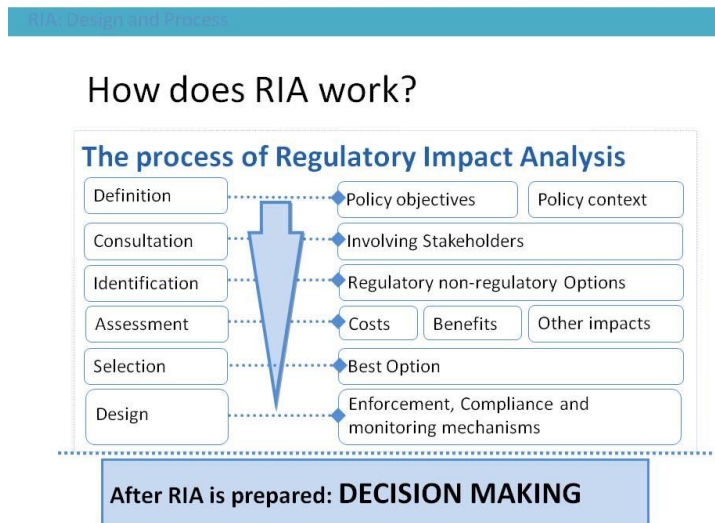 RIA: Design and Process
How does RIA work?
The process of Regulatory Impact Analysis
Definition
Policy objectives
Policy context
Consultation
Involving Stakeholders
Identification
Regulatory non-regulatory Options
Assessment
Costs
Benefits
Other impacts
Selection
Best Option
Design
Enforcement, Compliance and
monitoring mechanisms
After RIA is prepared: DECISION MAKING